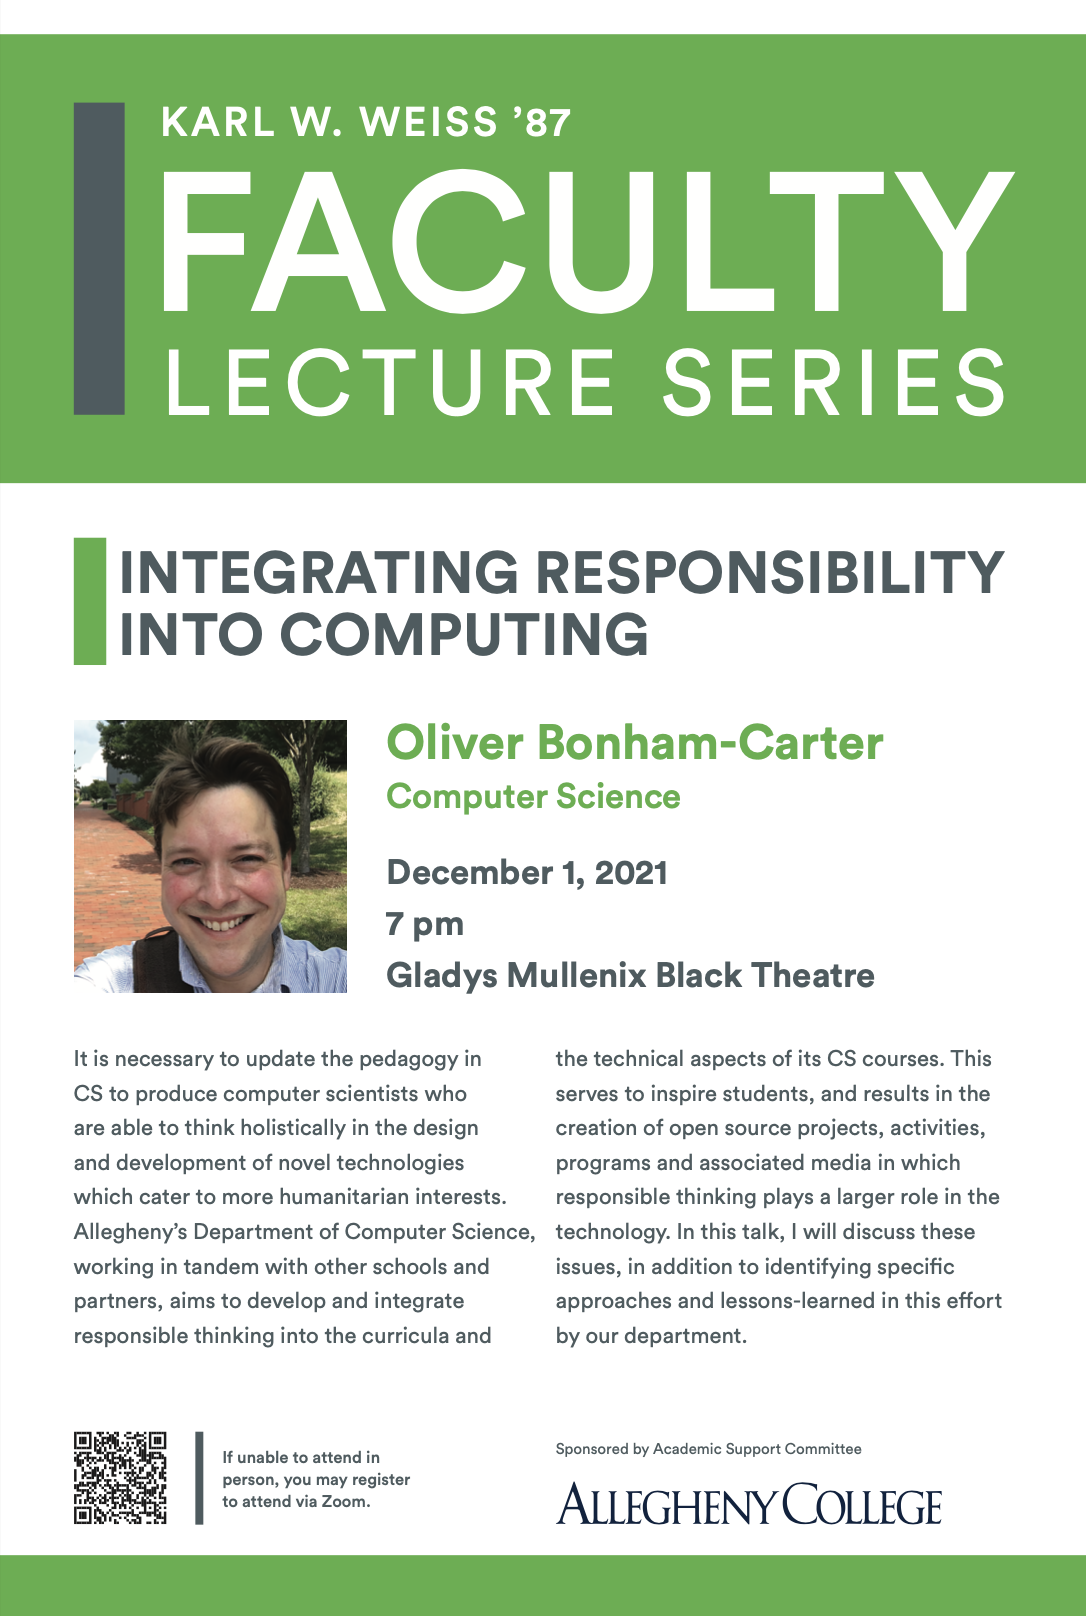 KARL W. WEISS ’87
FACULTY
LECTURE SERIES
INTEGRATING RESPONSIBILITY
INTO COMPUTING
Oliver Bonham-Carter
Computer Science
December 1, 2021
7 pm
Gladys Mullenix Black Theatre
It is necessary to update the pedagogy in
CS to produce computer scientists who
are able to think holistically in the design
and development of novel technologies
which cater to more humanitarian interests.
Allegheny’s Department of Computer Science,
working in tandem with other schools and
partners, aims to develop and integrate
responsible thinking into the curricula and
the technical aspects of its CS courses. This
serves to inspire students, and results in the
creation of open source projects, activities,
programs and associated media in which
responsible thinking plays a larger role in the
technology. In this talk, I will discuss these
issues, in addition to identifying specific
approaches and lessons-learned in this effort
by our department.
If unable to attend in
person, you may register
to attend via Zoom.
Sponsored by Academic Support Committee
ALLEGHENY COLLEGE